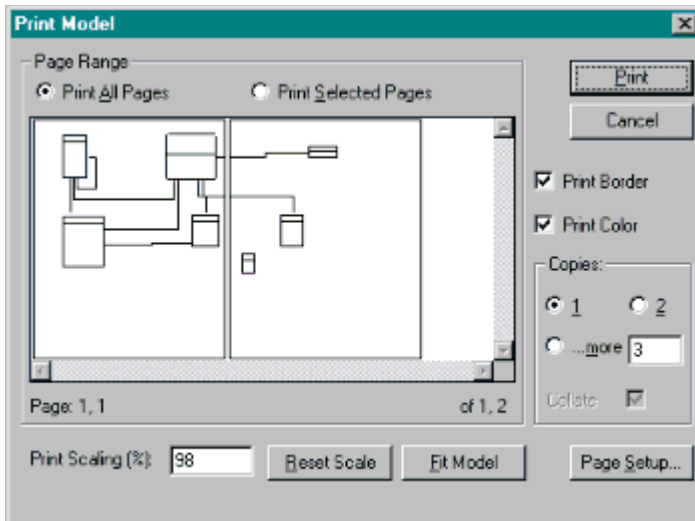 Print Model
Page Range
Print All Pages
Print Selected Pages
Print
Cancel
Print Border
Print Color
Copies:
1
2
...more 3
Collate
Page: 1, 1
of 1, 2
Print Scaling (%): 98
Reset Scale
Fit Model
Page Setup...